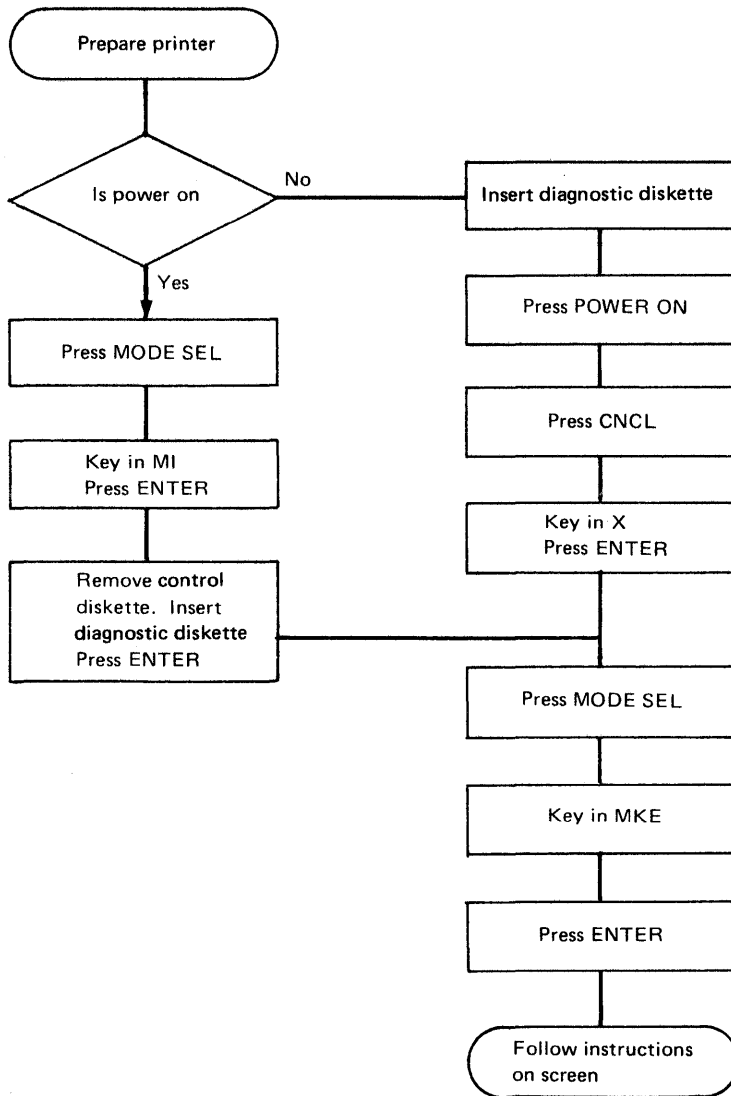 Prepare printer
Is power on
No
Yes
Press MODE SEL
Key in MI
Press ENTER
Remove control
diskette. Insert
diagnostic diskette
Press ENTER
Insert diagnostic diskette
Press POWER ON
Press CNCL
Key in X
Press ENTER
Press MODE SEL
Key in MKE
Press ENTER
Follow instructions
on screen